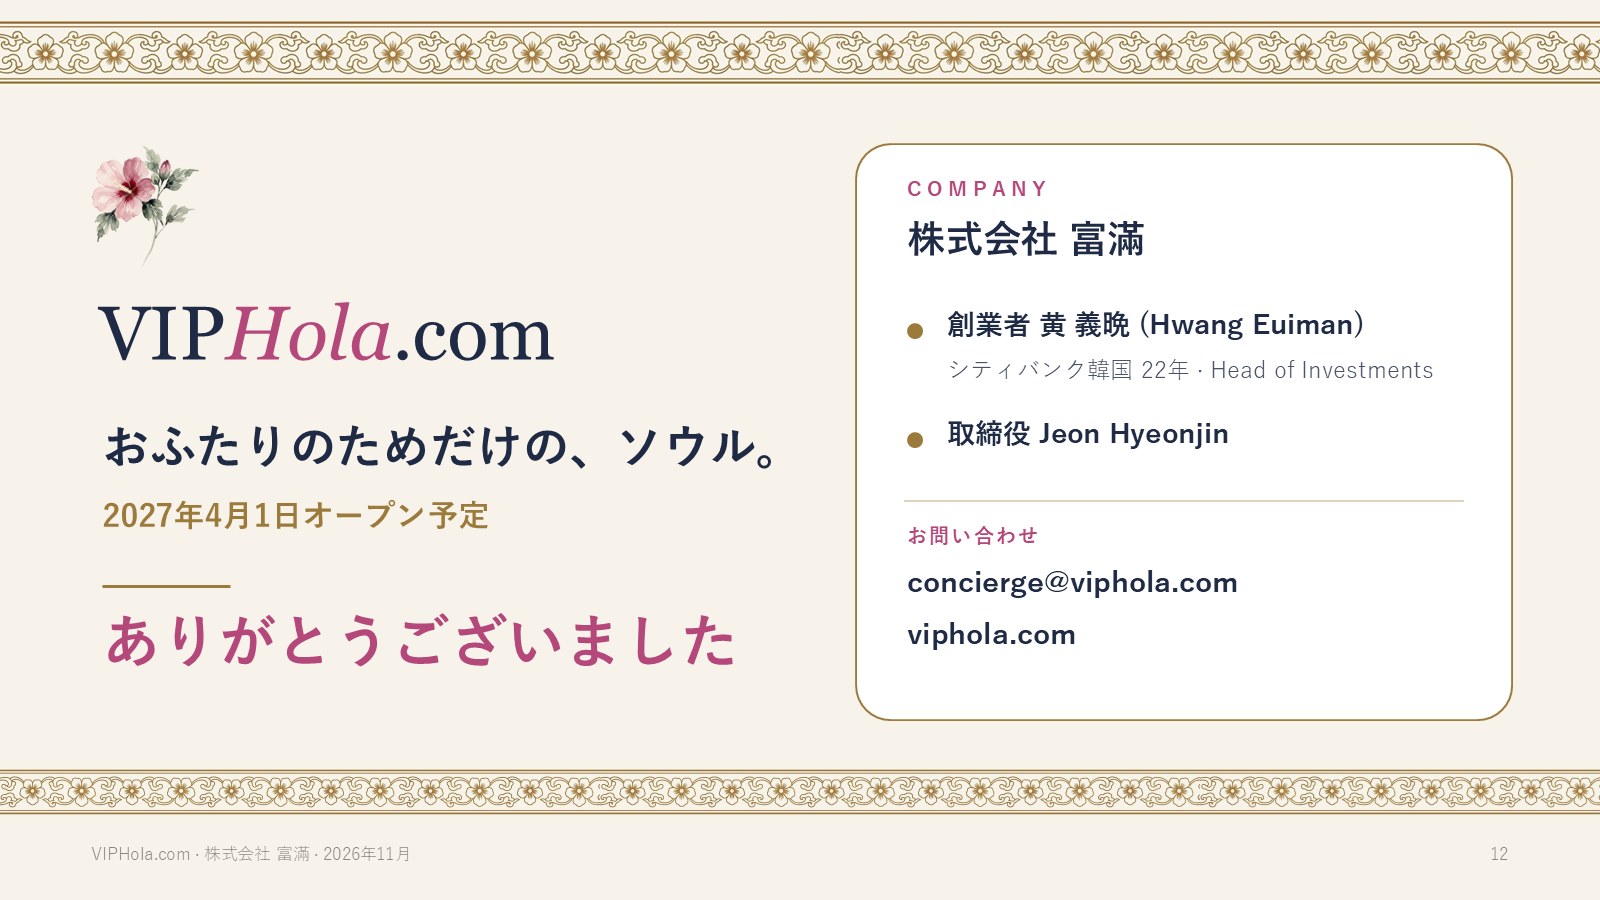 VIPHola.com
おふたりのためだけの、ソウル。
2027年4月1日オープン予定
ありがとうございました
COMPANY
株式会社 富滿
創業者 黄 義晩 (Hwang Euiman)
シティバンク韓国 22年 · Head of Investments
取締役 Jeon Hyeonjin
お問い合わせ
concierge@viphola.com
viphola.com
VIPHola.com · 株式会社 富滿 · 2026年11月
12